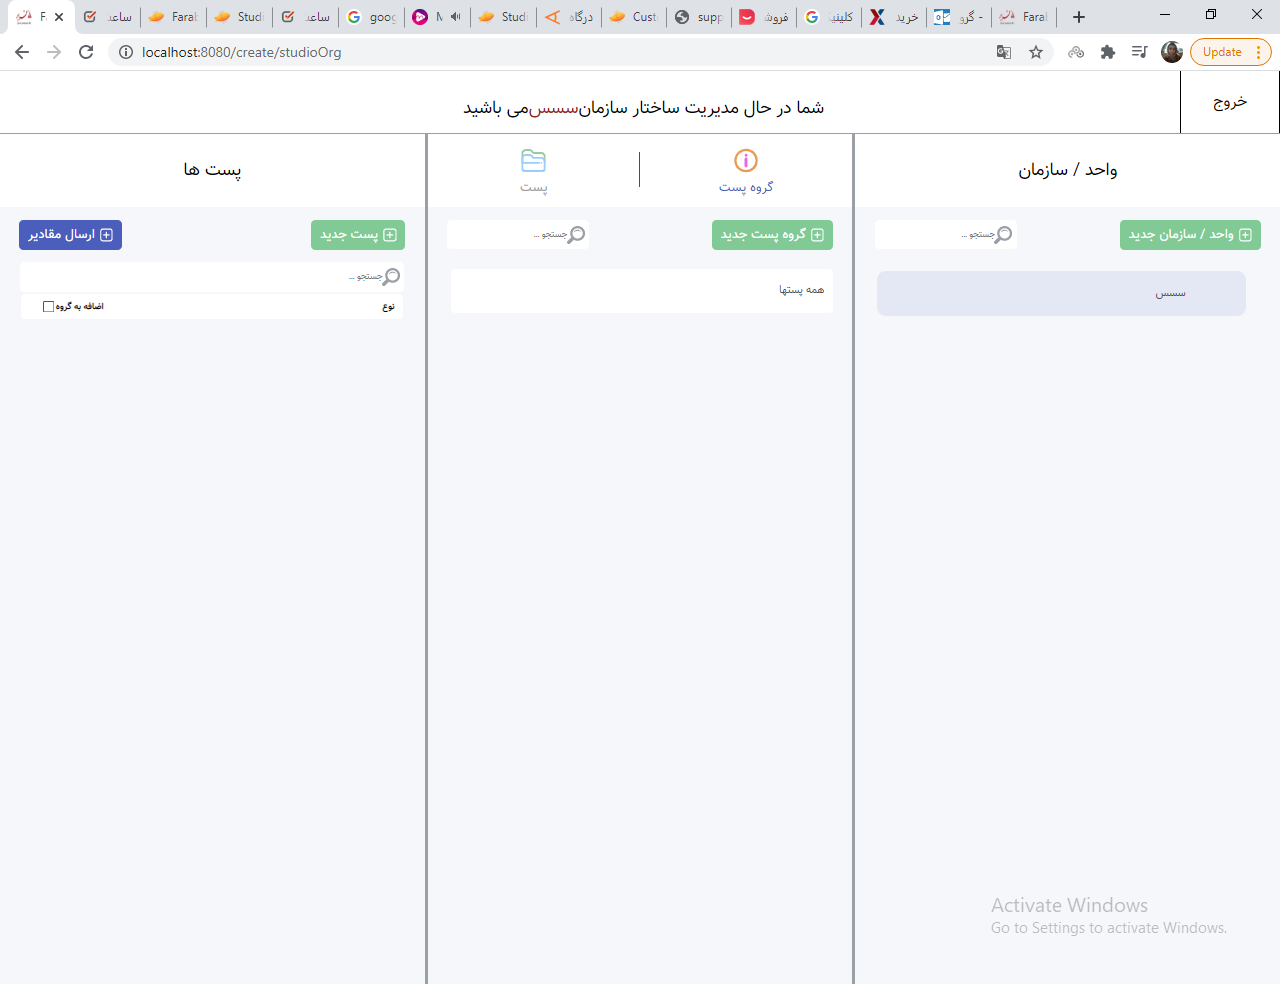 ساعد
Faral
Studi
ساعد
goog
M
Studi
درگاه
Cust
supp
فروش
کلینیک
خرید
گرو -
Faral
localhost:8080/create/studioOrg
Update
خروج
شما در حال مدیریت ساختار سازمان‌سسس‌می باشید
واحد / سازمان
گروه پست
پست
پست ها
واحد / سازمان جدید
جستجو ...
گروه پست جدید
جستجو ...
پست جدید
ارسال مقادیر
جستجو ...
سسس
همه پستها
نوع
اضافه به گروه
Activate Windows
Go to Settings to activate Windows.